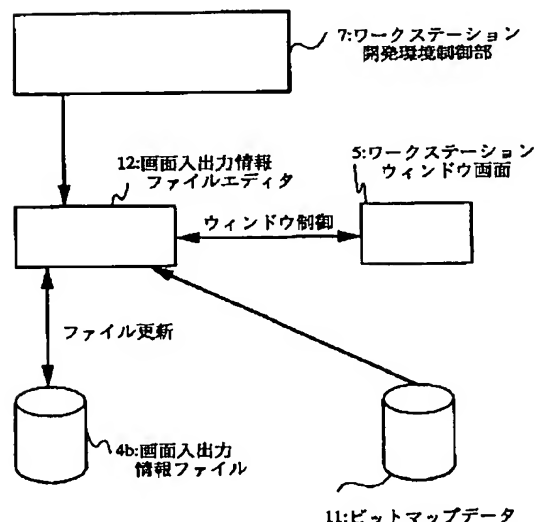 7:ワークステーション
開発環境制御部
12:画面入出力情報
ファイルエディタ
5:ワークステーション
ウィンドウ画面
ウィンドウ制御
ファイル更新
4b:画面入出力
情報ファイル
11:ビットマップデータ